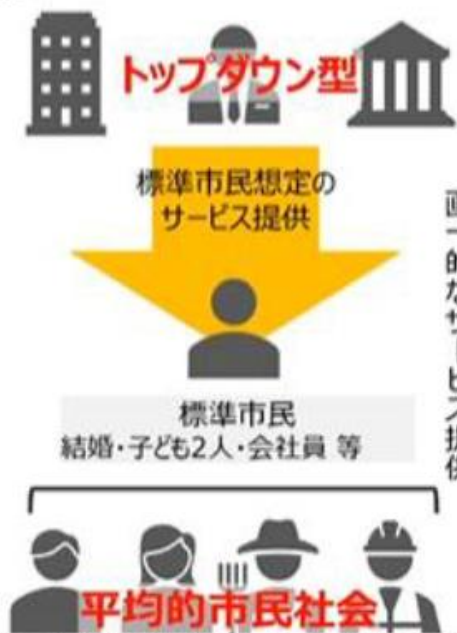 トップダウン型
標準市民想定の
サービス提供
画一的なサービス提供
標準市民
結婚・子ども2人・会社員 等
平均的市民社会